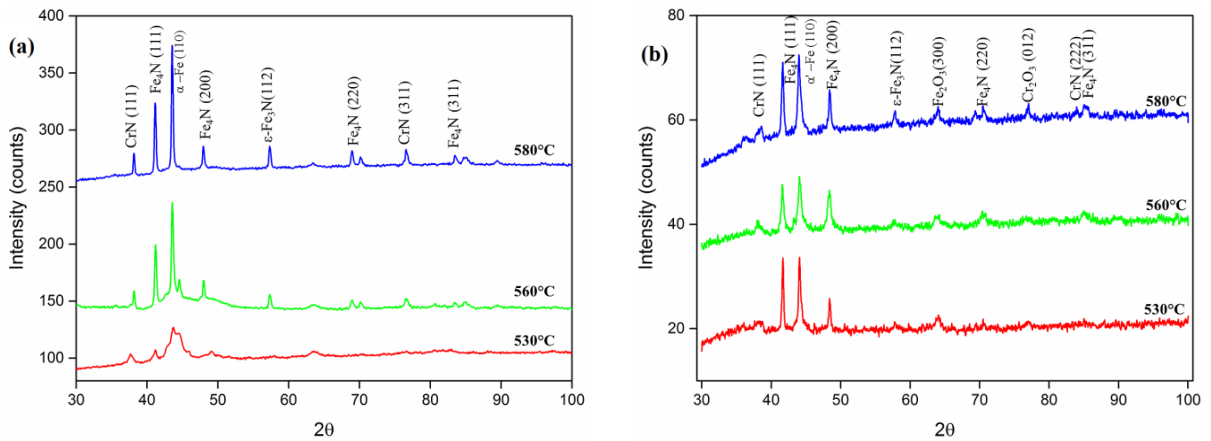 (a)
400
350
300
250
200
150
100
Intensity (counts)
CrN (111)
Fe₄N (111)
α –Fe (110)
Fe₄N (200)
ε-Fe₃N(112)
Fe₄N (220)
CrN (311)
Fe₄N (311)
580°C
560°C
530°C
30 40 50 60 70 80 90 100
2θ
(b)
80
60
40
20
Intensity (counts)
CrN (111)
Fe₄N (111)
α –Fe (110)
Fe₄N (200)
ε-Fe₃N(112)
Fe₂O₃(300)
Fe₄N (220)
Cr₂O₃ (012)
CrN (222)
Fe₄N (311)
580°C
560°C
530°C
30 40 50 60 70 80 90 100
2θ